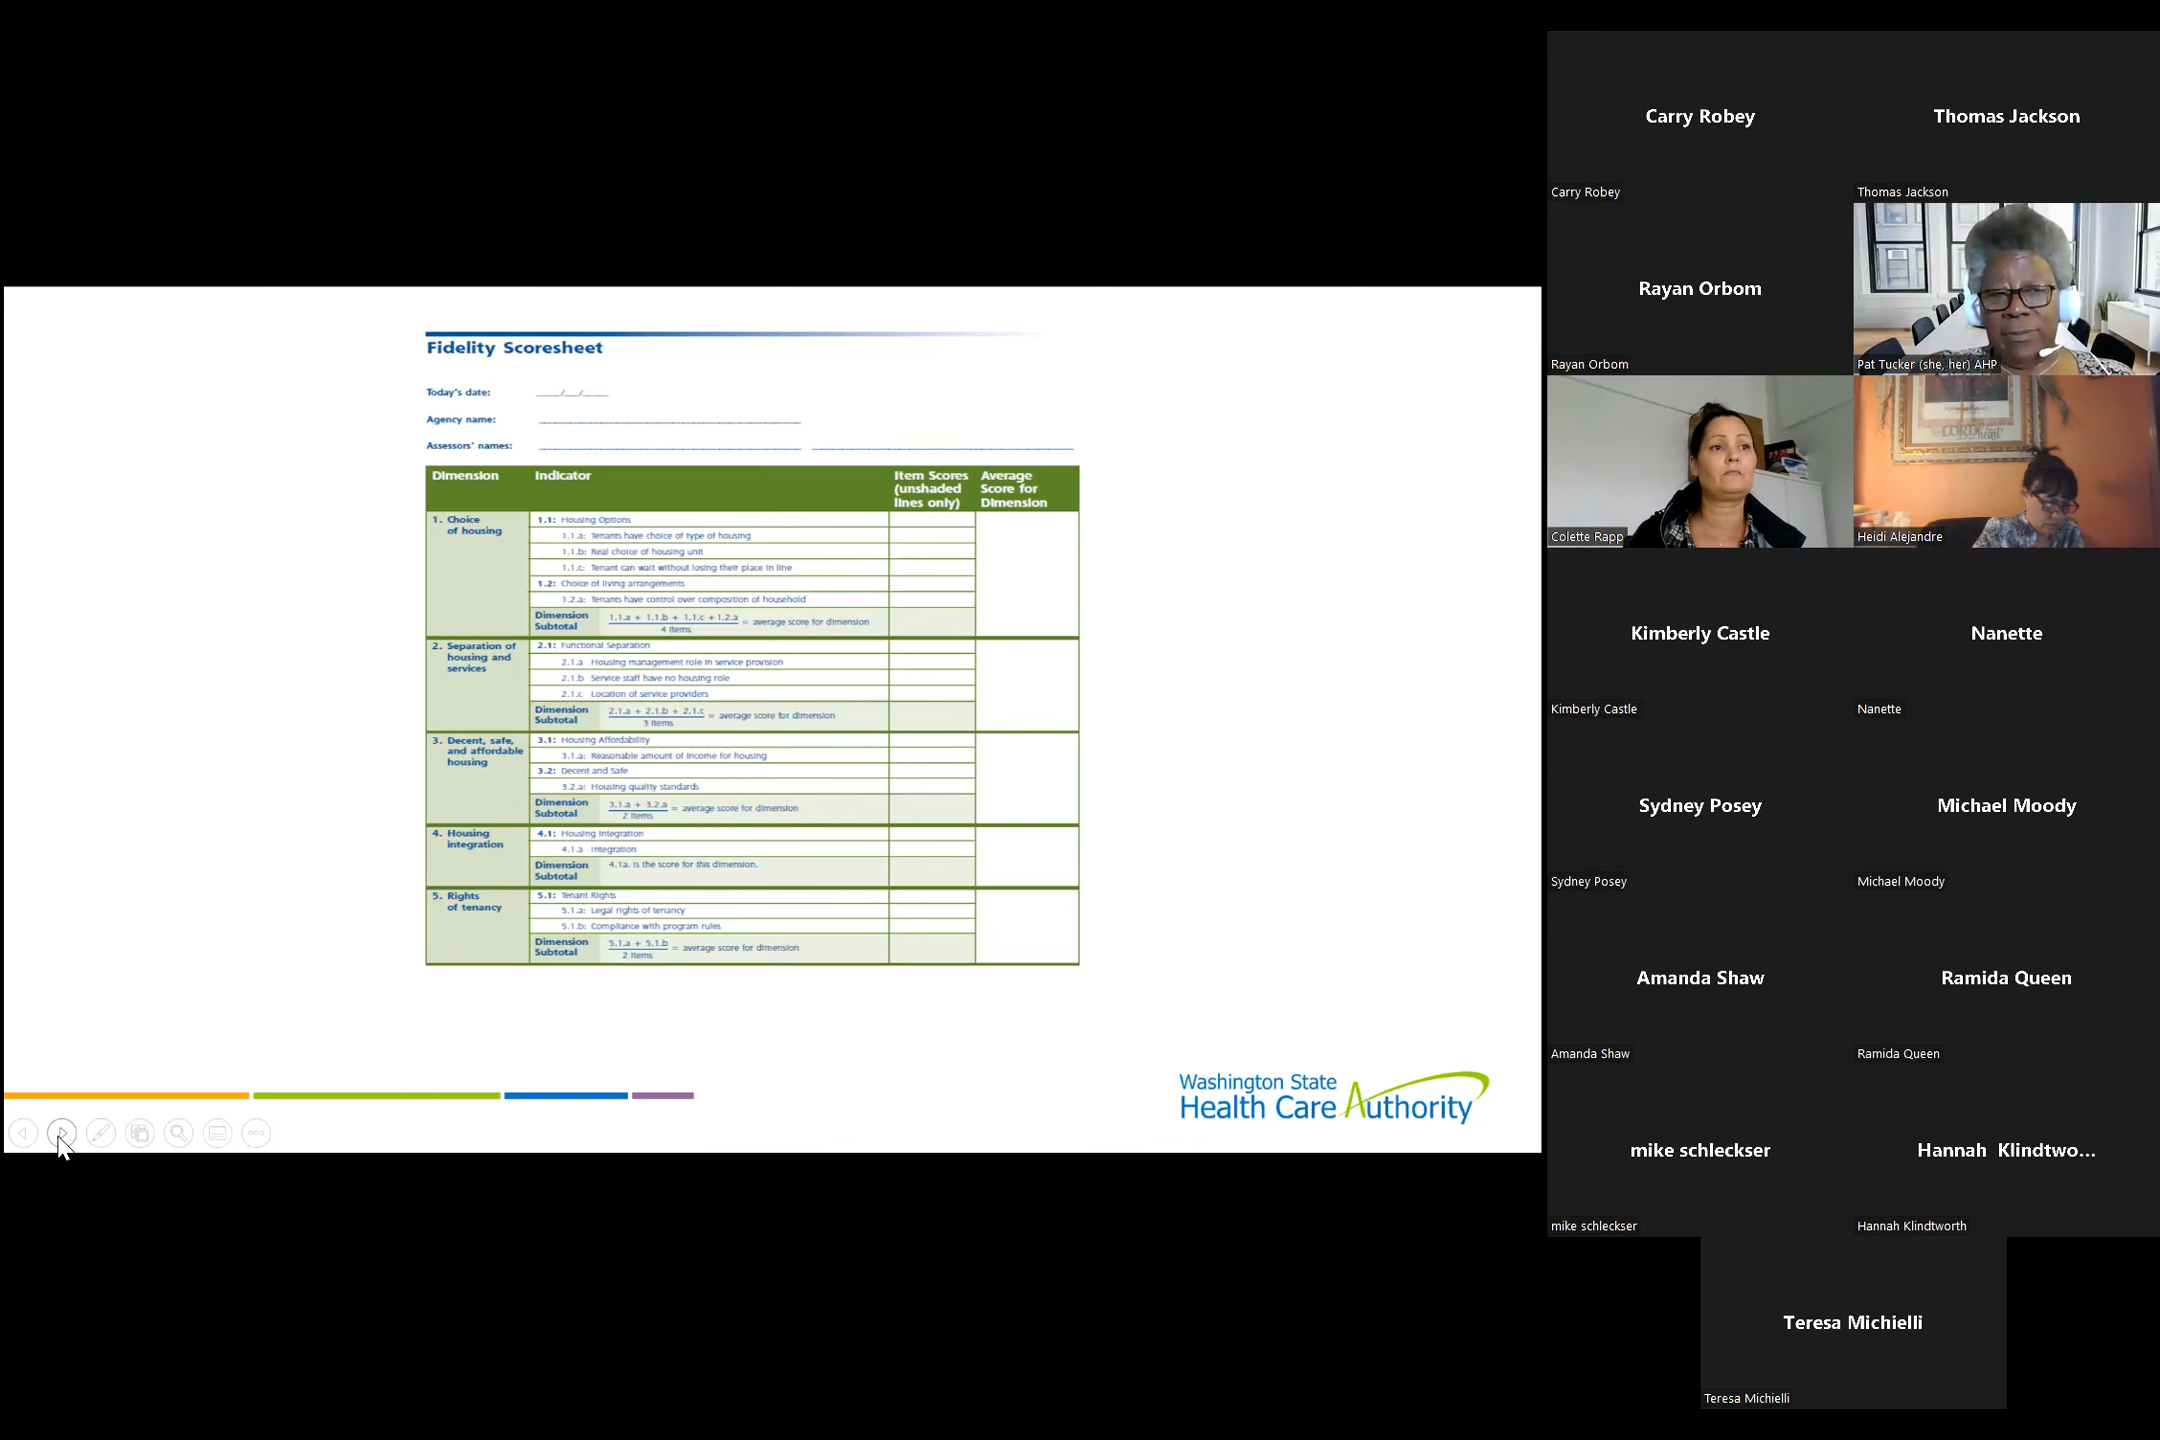 Fidelity Scoresheet
Today's date: ____/__/____
Agency name:
Assessors' names:
Dimension Indicator Item Scores (unshaded lines only) Average Score for Dimension
1. Choice of housing
1.1: Housing Options
1.1.a: Tenants have choice of type of housing
1.1.b: Real choice of housing unit
1.1.c: Tenant can wait without losing their place in line
1.2: Choice of living arrangements
1.2.a: Tenants have control over composition of household
Dimension Subtotal
1.1.a + 1.1.b + 1.1.c + 1.2.a = average score for dimension
4 Items
2. Separation of housing and services
2.1: Functional Separation
2.1.a Housing management role in service provision
2.1.b Service staff have no housing role
2.1.c Location of service providers
Dimension Subtotal
2.1.a + 2.1.b + 2.1.c = average score for dimension
3 Items
3. Decent, safe, and affordable housing
3.1: Housing Affordability
3.1.a: Reasonable amount of income for housing
3.2: Decent and Safe
3.2.a: Housing quality standards
Dimension Subtotal
3.1.a + 3.2.a = average score for dimension
2 Items
4. Housing integration
4.1: Housing Integration
4.1.a Integration
Dimension Subtotal
4.1a. is the score for this dimension.
5. Rights of tenancy
5.1: Tenant Rights
5.1.a: Legal rights of tenancy
5.1.b: Compliance with program rules
Dimension Subtotal
5.1.a + 5.1.b = average score for dimension
2 Items
Washington State
Health Care Authority
Carry Robey
Carry Robey
Thomas Jackson
Thomas Jackson
Rayan Orbom
Rayan Orbom
Pat Tucker (she, her) AHP
Colette Rapp
LORD
heart
Heidi Alejandre
Kimberly Castle
Kimberly Castle
Nanette
Nanette
Sydney Posey
Sydney Posey
Michael Moody
Michael Moody
Amanda Shaw
Amanda Shaw
Ramida Queen
Ramida Queen
mike schleckser
mike schleckser
Hannah Klindtwo...
Hannah Klindtworth
Teresa Michielli
Teresa Michielli